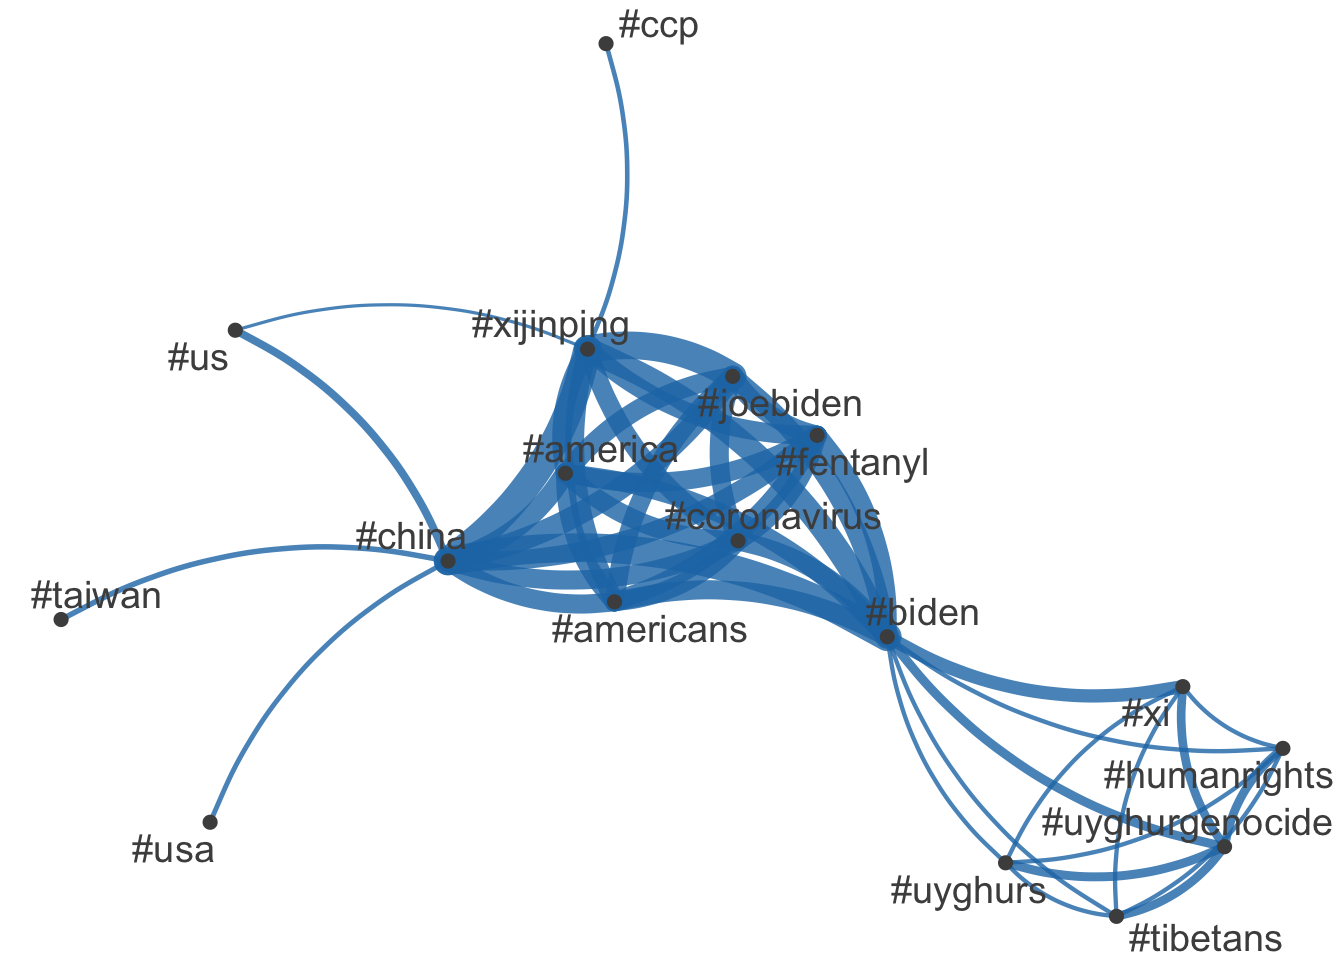 #ccp
#xijinping
#us
#joebiden
#america
#fentanyl
#coronavirus
#china
#taiwan
#americans
#biden
#xi
#humanrights
#uyghurgenocide
#usa
#uyghurs
#tibetans